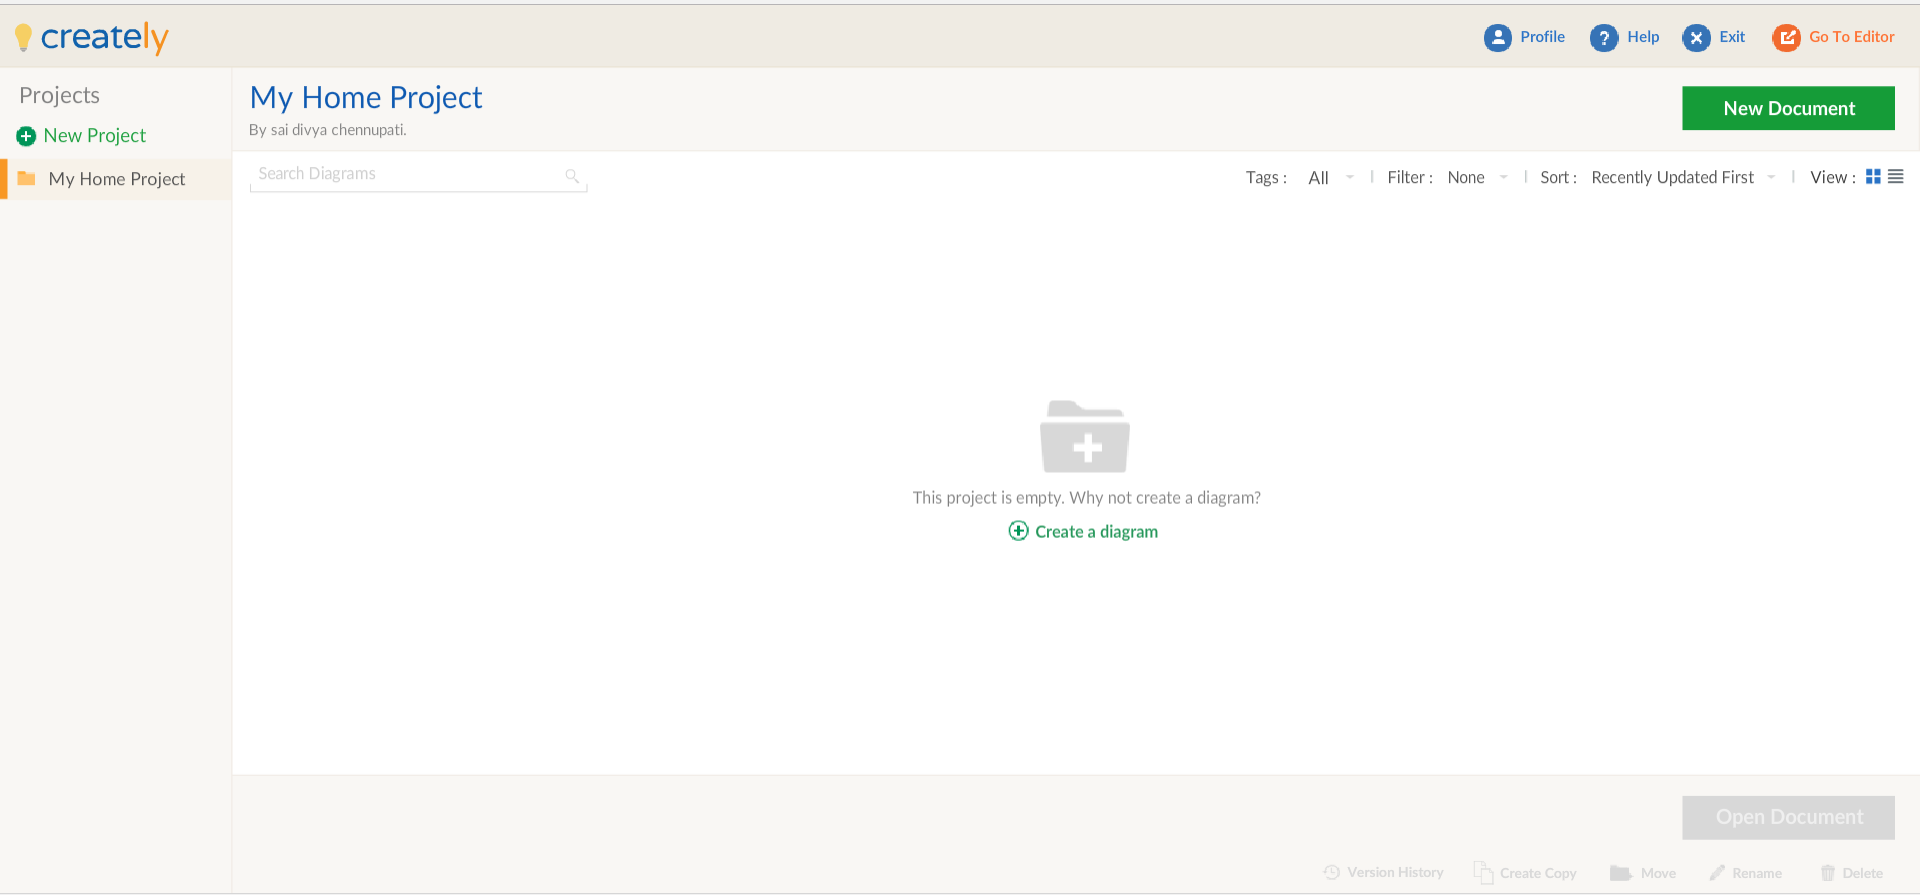 creately
Profile
Help
Exit
Go To Editor
Projects
New Project
My Home Project
My Home Project
By sai divya chennupati.
New Document
Search Diagrams
Tags : All
Filter : None
Sort : Recently Updated First
View :
This project is empty. Why not create a diagram?
Create a diagram
Open Document
Version History
Create Copy
Move
Rename
Delete